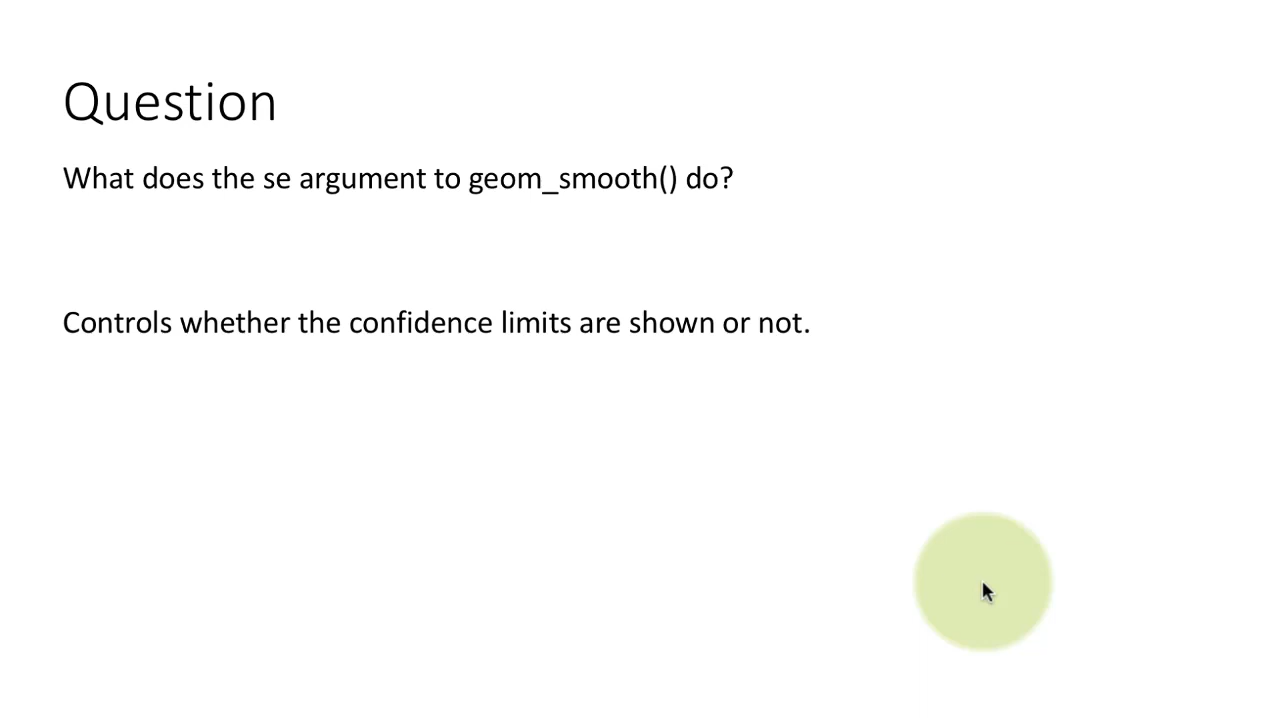 Question
What does the se argument to geom_smooth() do?
Controls whether the confidence limits are shown or not.